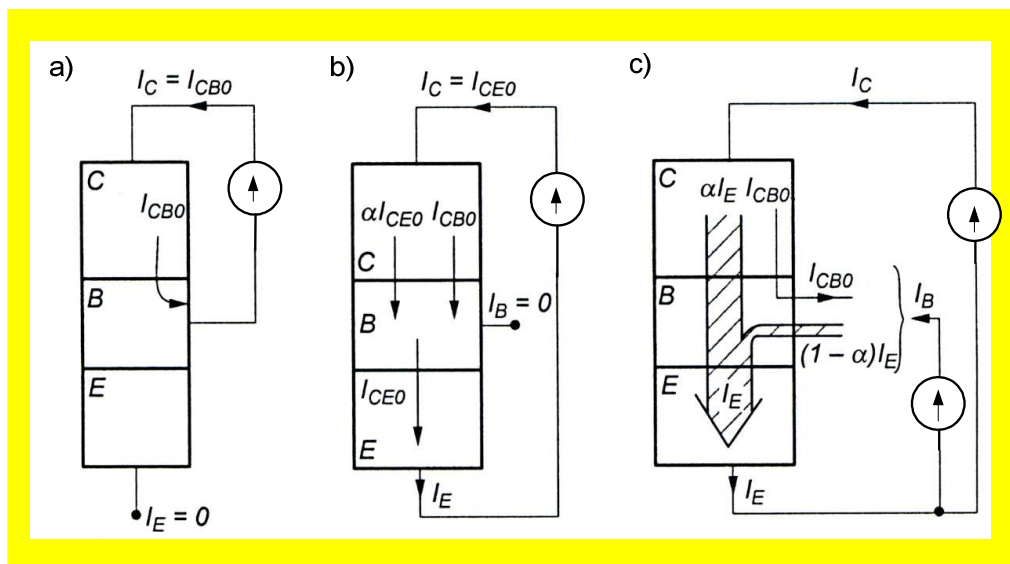 a)
I_C = I_CB0
C
I_CB0
B
E
I_E = 0
b)
I_C = I_CE0
αI_CE0 I_CB0
C
B
I_B = 0
I_CE0
E
I_E
c)
I_C
C
αI_E I_CB0
I_CB0
B
I_B
(1 – α)I_E
E
I_E
I_E